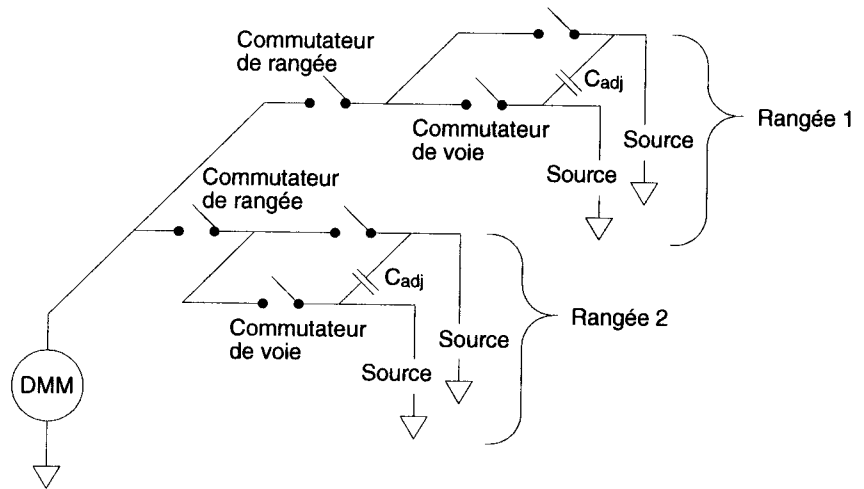 Commutateur
de rangée
Cadj
Commutateur
de voie
Source
Source
Rangée 1
Commutateur
de rangée
Cadj
Commutateur
de voie
Source
Source
Rangée 2
DMM